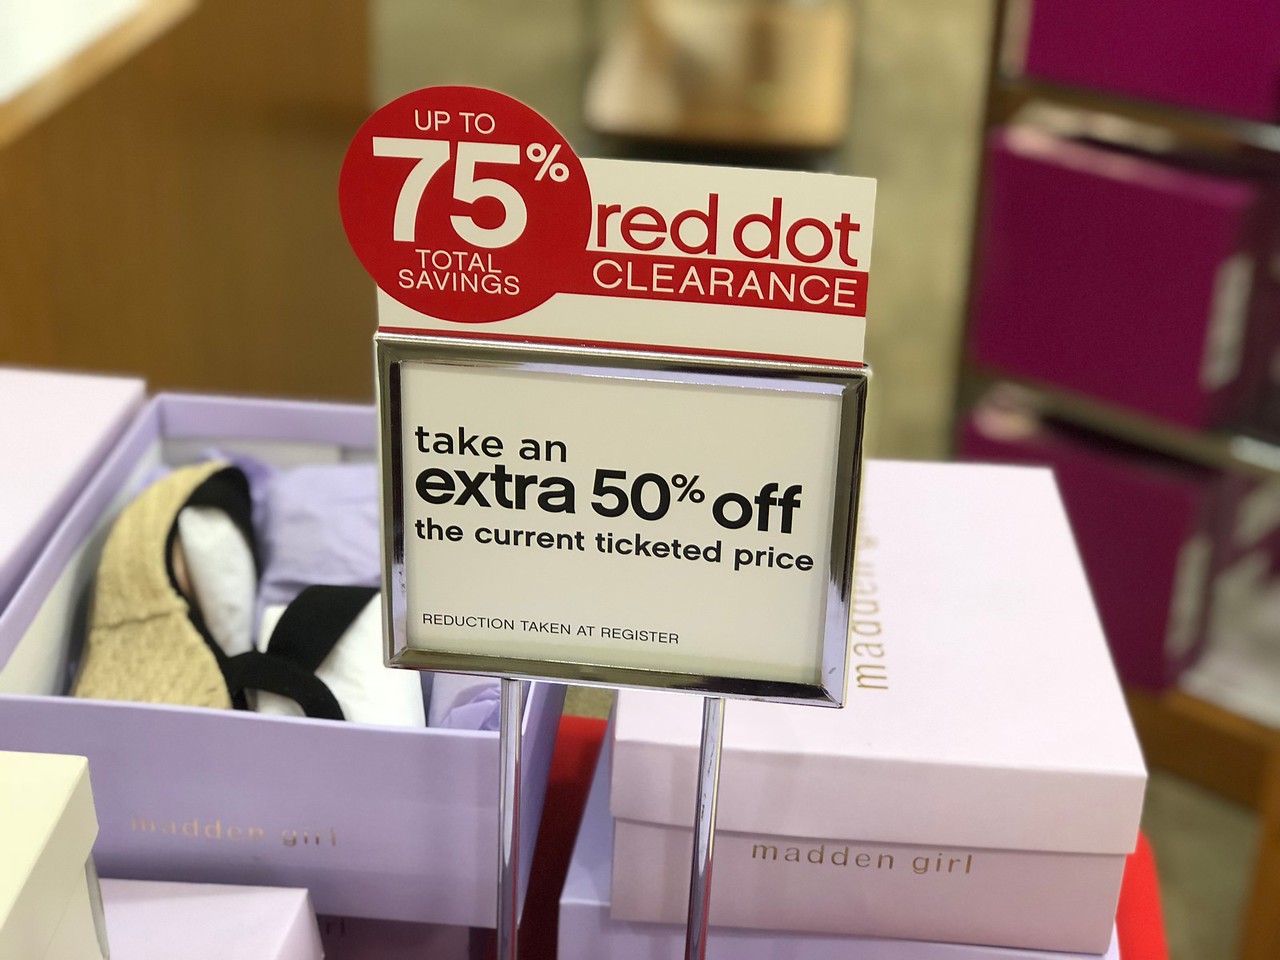 UP TO
75%
TOTAL
SAVINGS
red dot
CLEARANCE
take an
extra 50% off
the current ticketed price
REDUCTION TAKEN AT REGISTER
madden girl
madden girl
madden girl